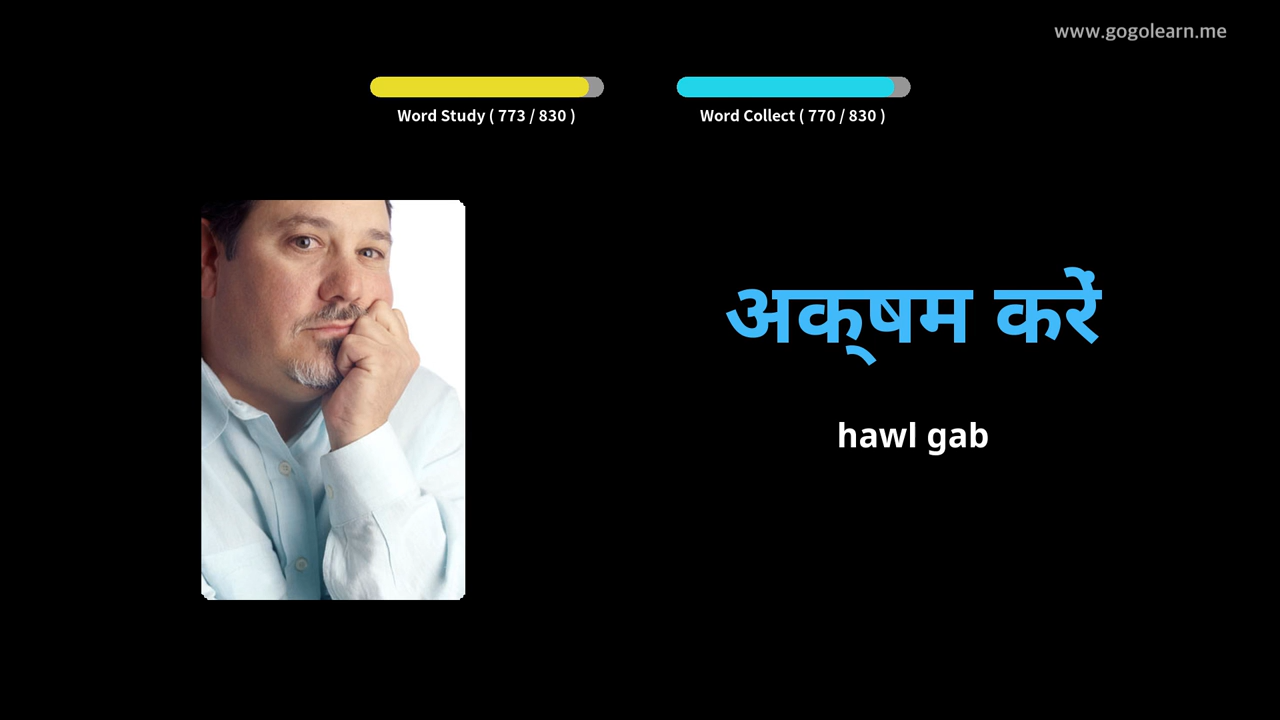 www.gogolearn.me
Word Study ( 773 / 830 )
Word Collect ( 770 / 830 )
अक्षम करें
hawl gab